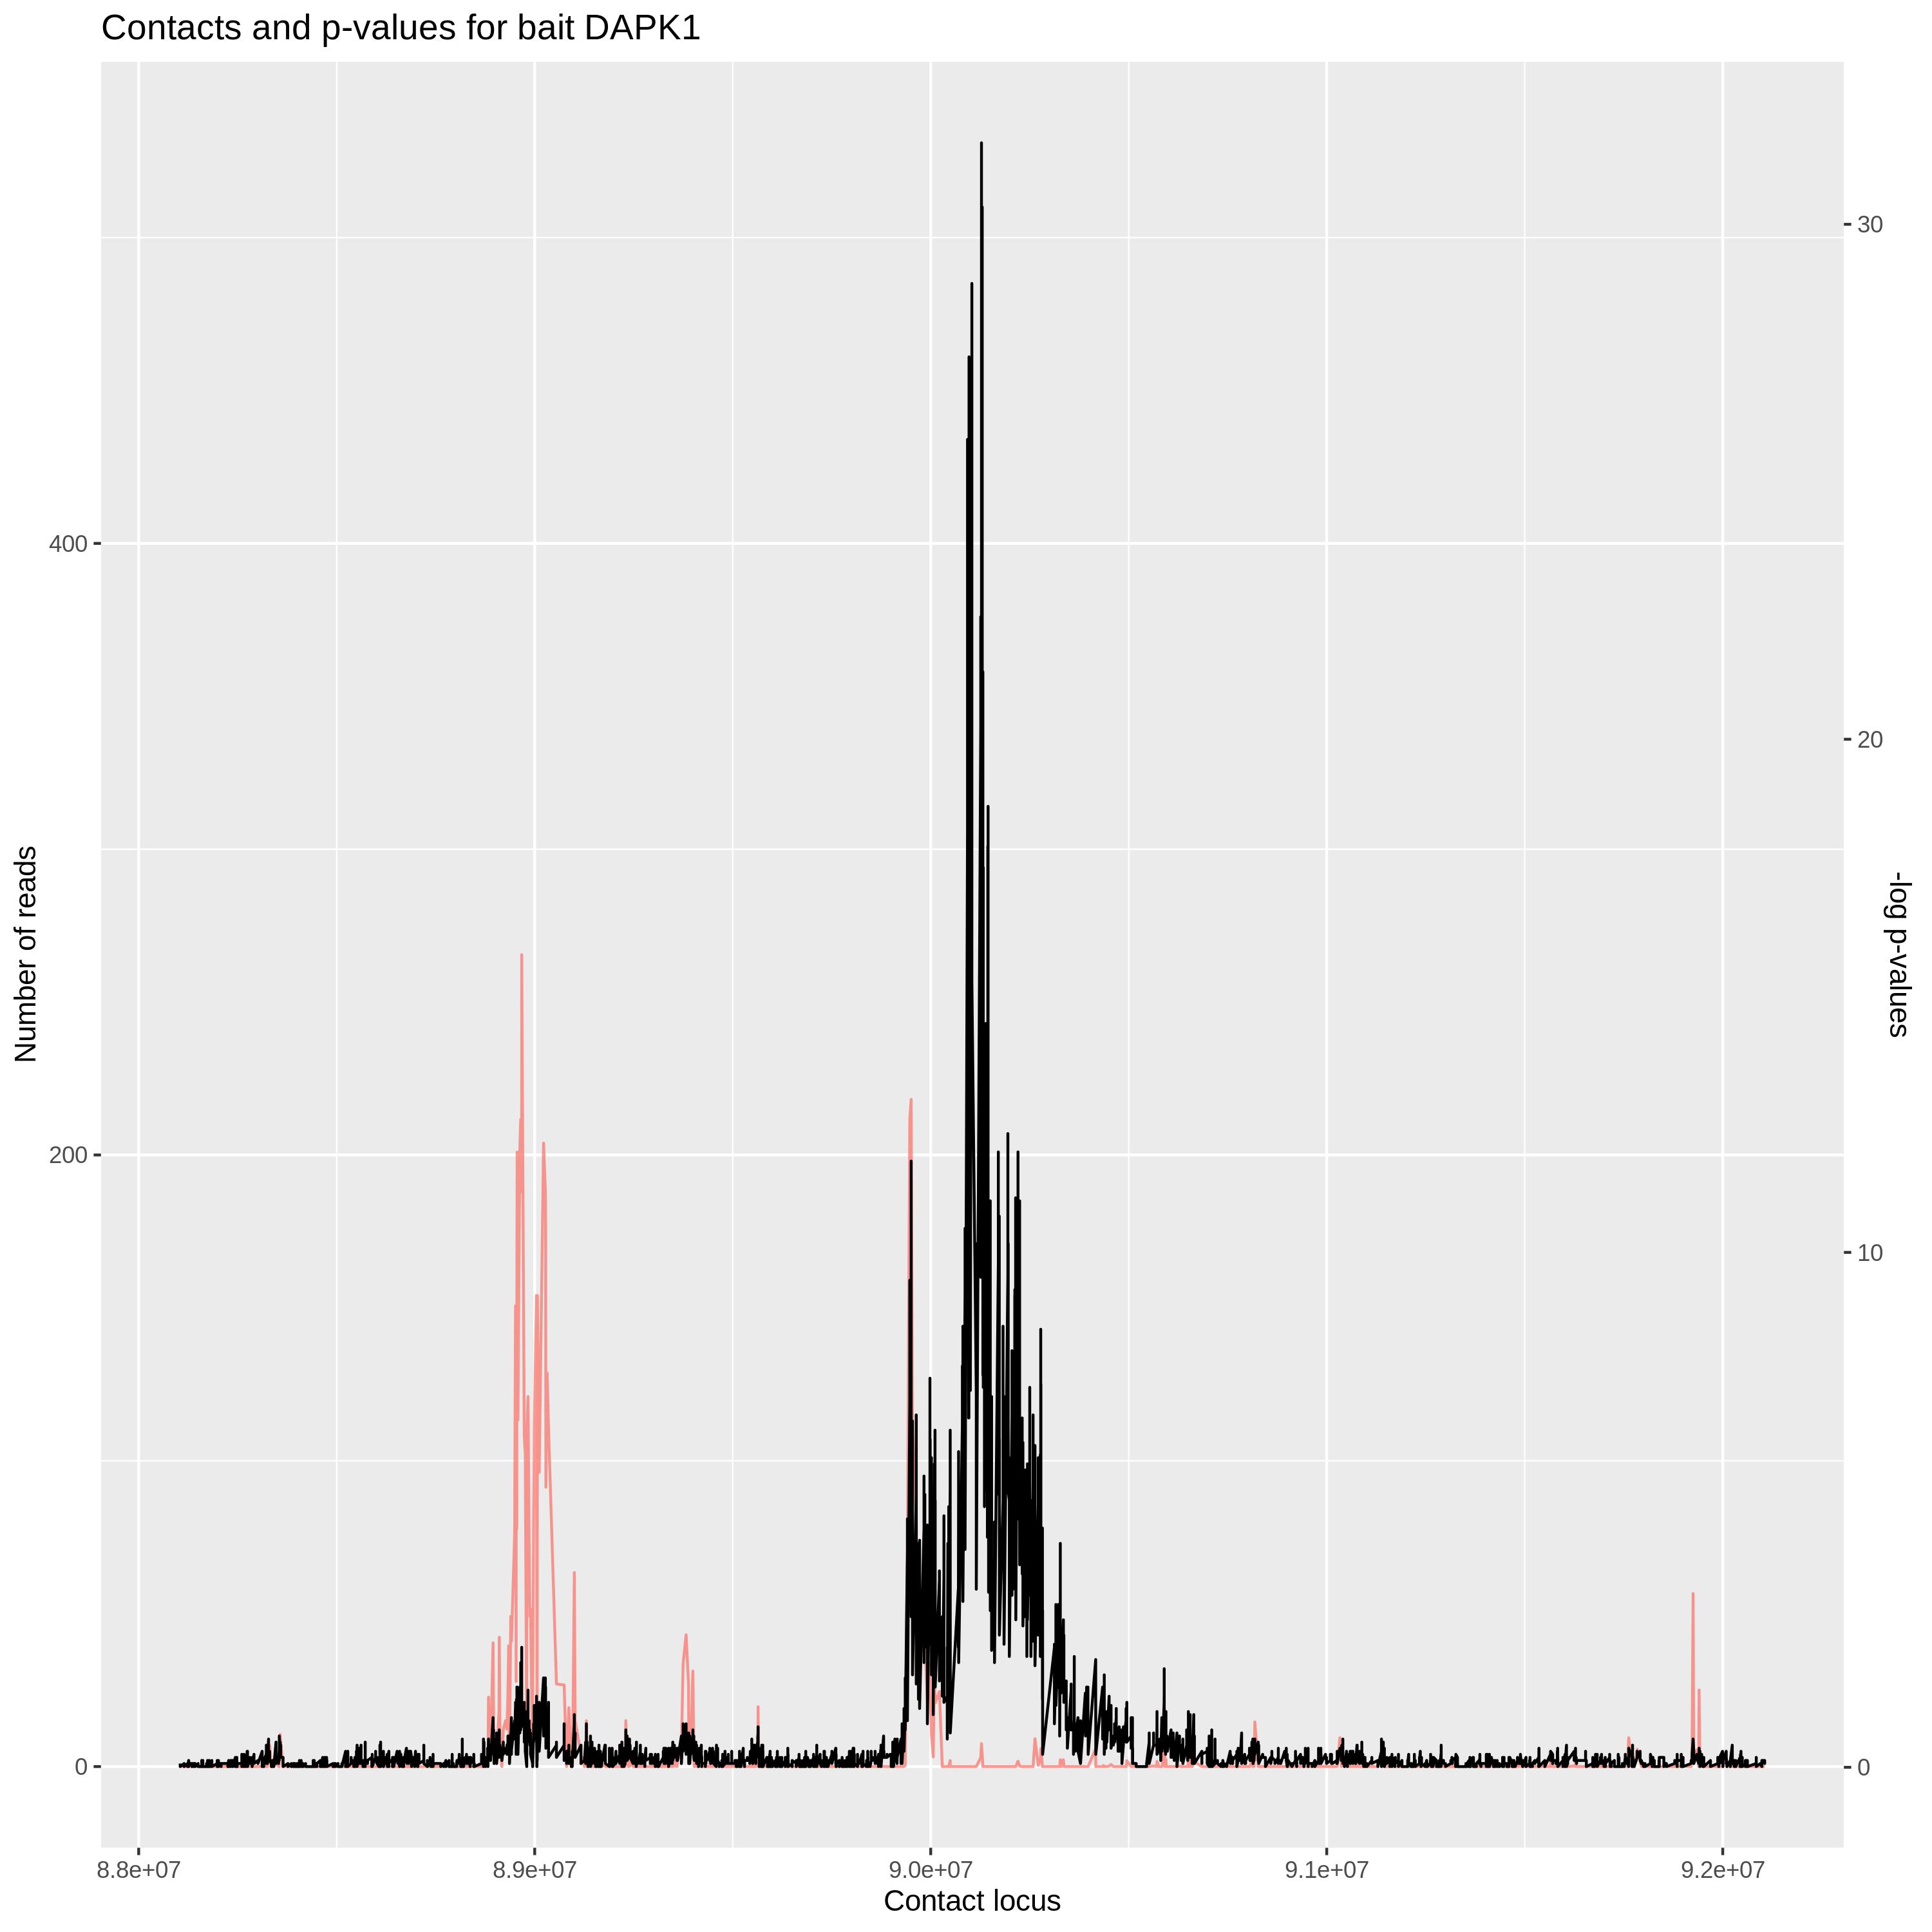 Contacts and p-values for bait DAPK1
30
400
20
Number of reads
-log p-values
200
10
0
0
8.8e+07
8.9e+07
9.0e+07
9.1e+07
9.2e+07
Contact locus